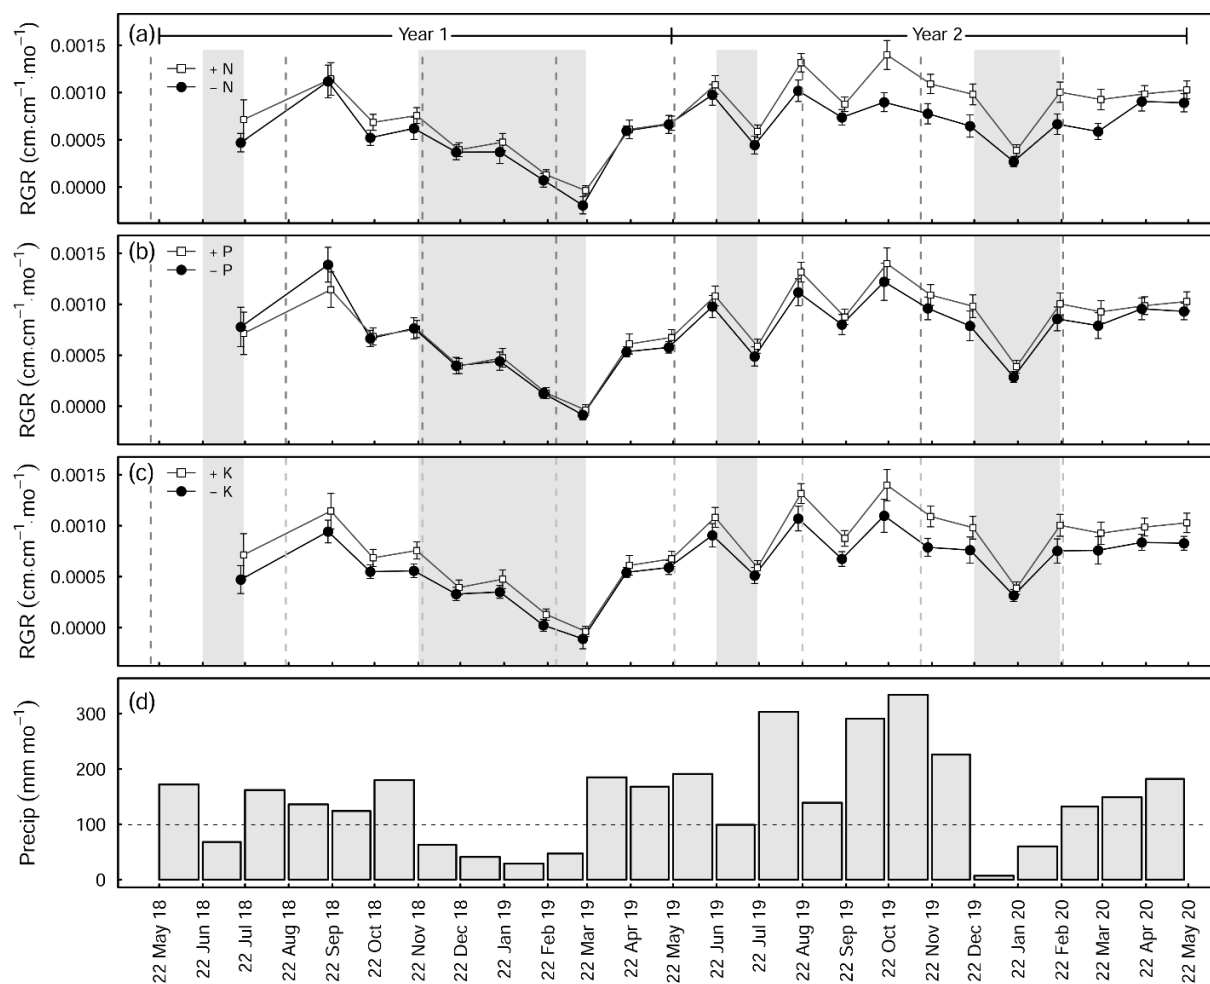 (a)
Year 1
Year 2
+ N
− N
0.0015
0.0010
0.0005
0.0000
RGR (cm.cm⁻¹.mo⁻¹)
(b)
+ P
− P
0.0015
0.0010
0.0005
0.0000
RGR (cm.cm⁻¹.mo⁻¹)
(c)
+ K
− K
0.0015
0.0010
0.0005
0.0000
RGR (cm.cm⁻¹.mo⁻¹)
(d)
300
200
100
0
Precip (mm mo⁻¹)
22 May 18
22 Jun 18
22 Jul 18
22 Aug 18
22 Sep 18
22 Oct 18
22 Nov 18
22 Dec 18
22 Jan 19
22 Feb 19
22 Mar 19
22 Apr 19
22 May 19
22 Jun 19
22 Jul 19
22 Aug 19
22 Sep 19
22 Oct 19
22 Nov 19
22 Dec 19
22 Jan 20
22 Feb 20
22 Mar 20
22 Apr 20
22 May 20